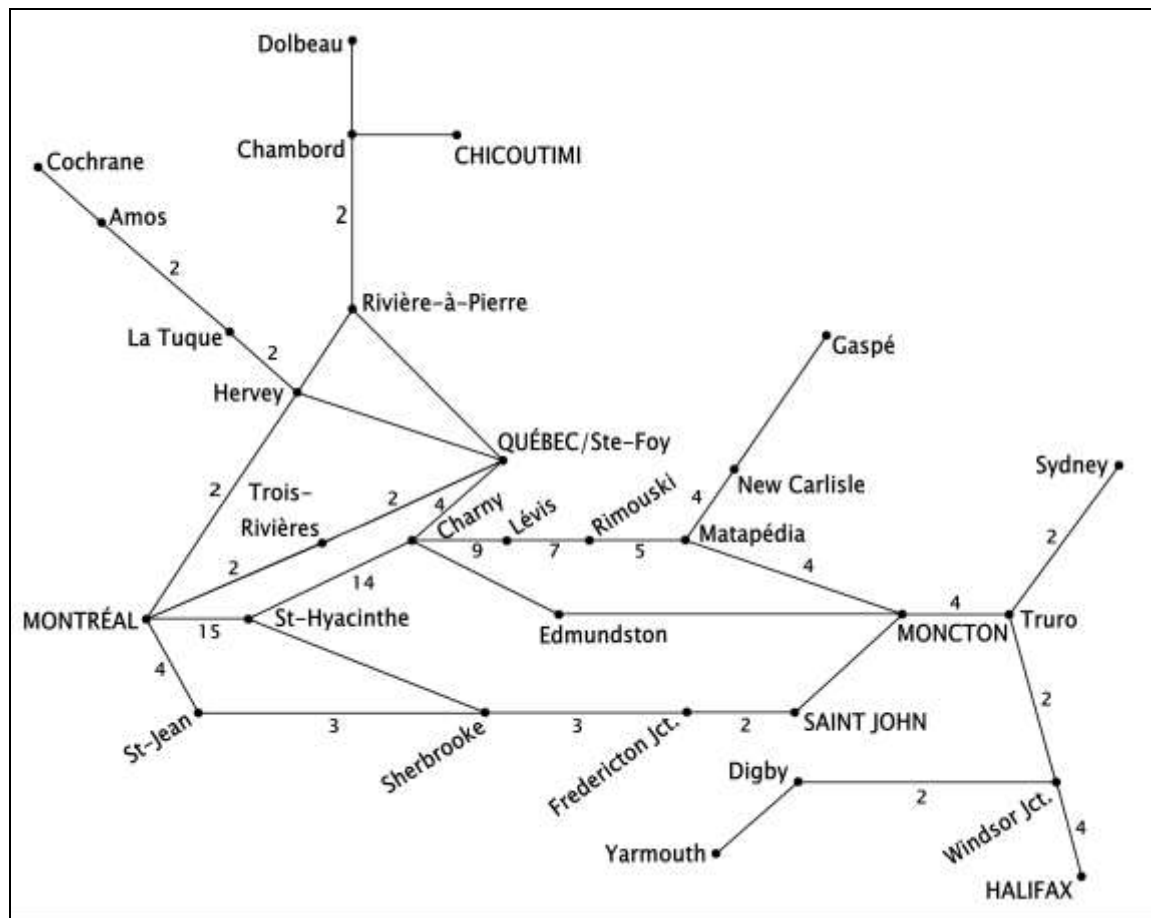 Dolbeau
Chambord
CHICOUTIMI
Cochrane
Amos
2
2
Rivière-à-Pierre
La Tuque
2
Gaspé
Hervey
QUÉBEC/Ste-Foy
Sydney
2
Trois-
Rivières
2
4
Charny
Lévis
Rimouski
4
New Carlisle
2
Matapédia
9
7
5
4
2
14
MONTRÉAL
15
St-Hyacinthe
Edmundston
MONCTON
4
Truro
4
St-Jean
3
Sherbrooke
3
Fredericton Jct.
2
SAINT JOHN
2
Digby
2
Windsor Jct.
4
Yarmouth
HALIFAX